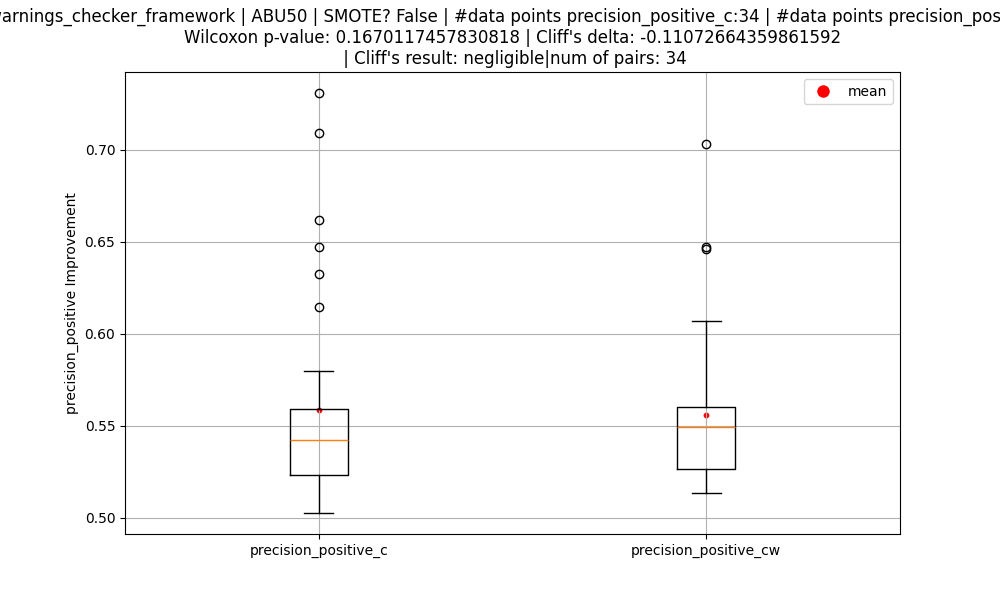 arnings_checker_framework | ABU50 | SMOTE? False | #data points precision_positive_c:34 | #data points precision_pos
Wilcoxon p-value: 0.1670117457830818 | Cliff's delta: -0.11072664359861592
| Cliff's result: negligible|num of pairs: 34
mean
0.70
0.65
0.60
0.55
0.50
precision_positive Improvement
precision_positive_c
precision_positive_cw